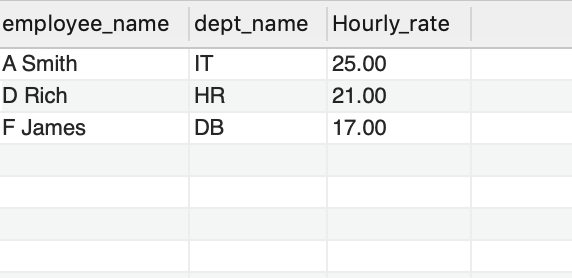 employee_name dept_name Hourly_rate
A Smith IT 25.00
D Rich HR 21.00
F James DB 17.00